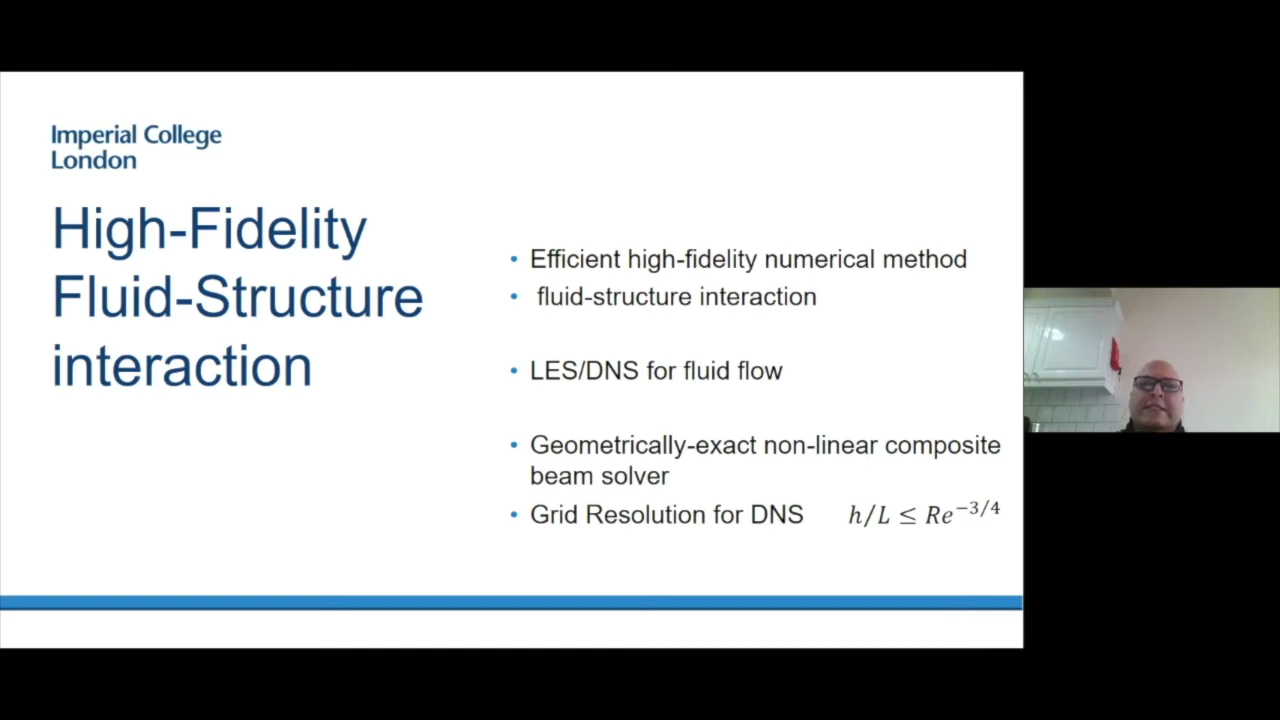 Imperial College
London
High-Fidelity
Fluid-Structure
interaction
• Efficient high-fidelity numerical method
• fluid-structure interaction
• LES/DNS for fluid flow
• Geometrically-exact non-linear composite
beam solver
• Grid Resolution for DNS h/L ≤ Re^{-3/4}